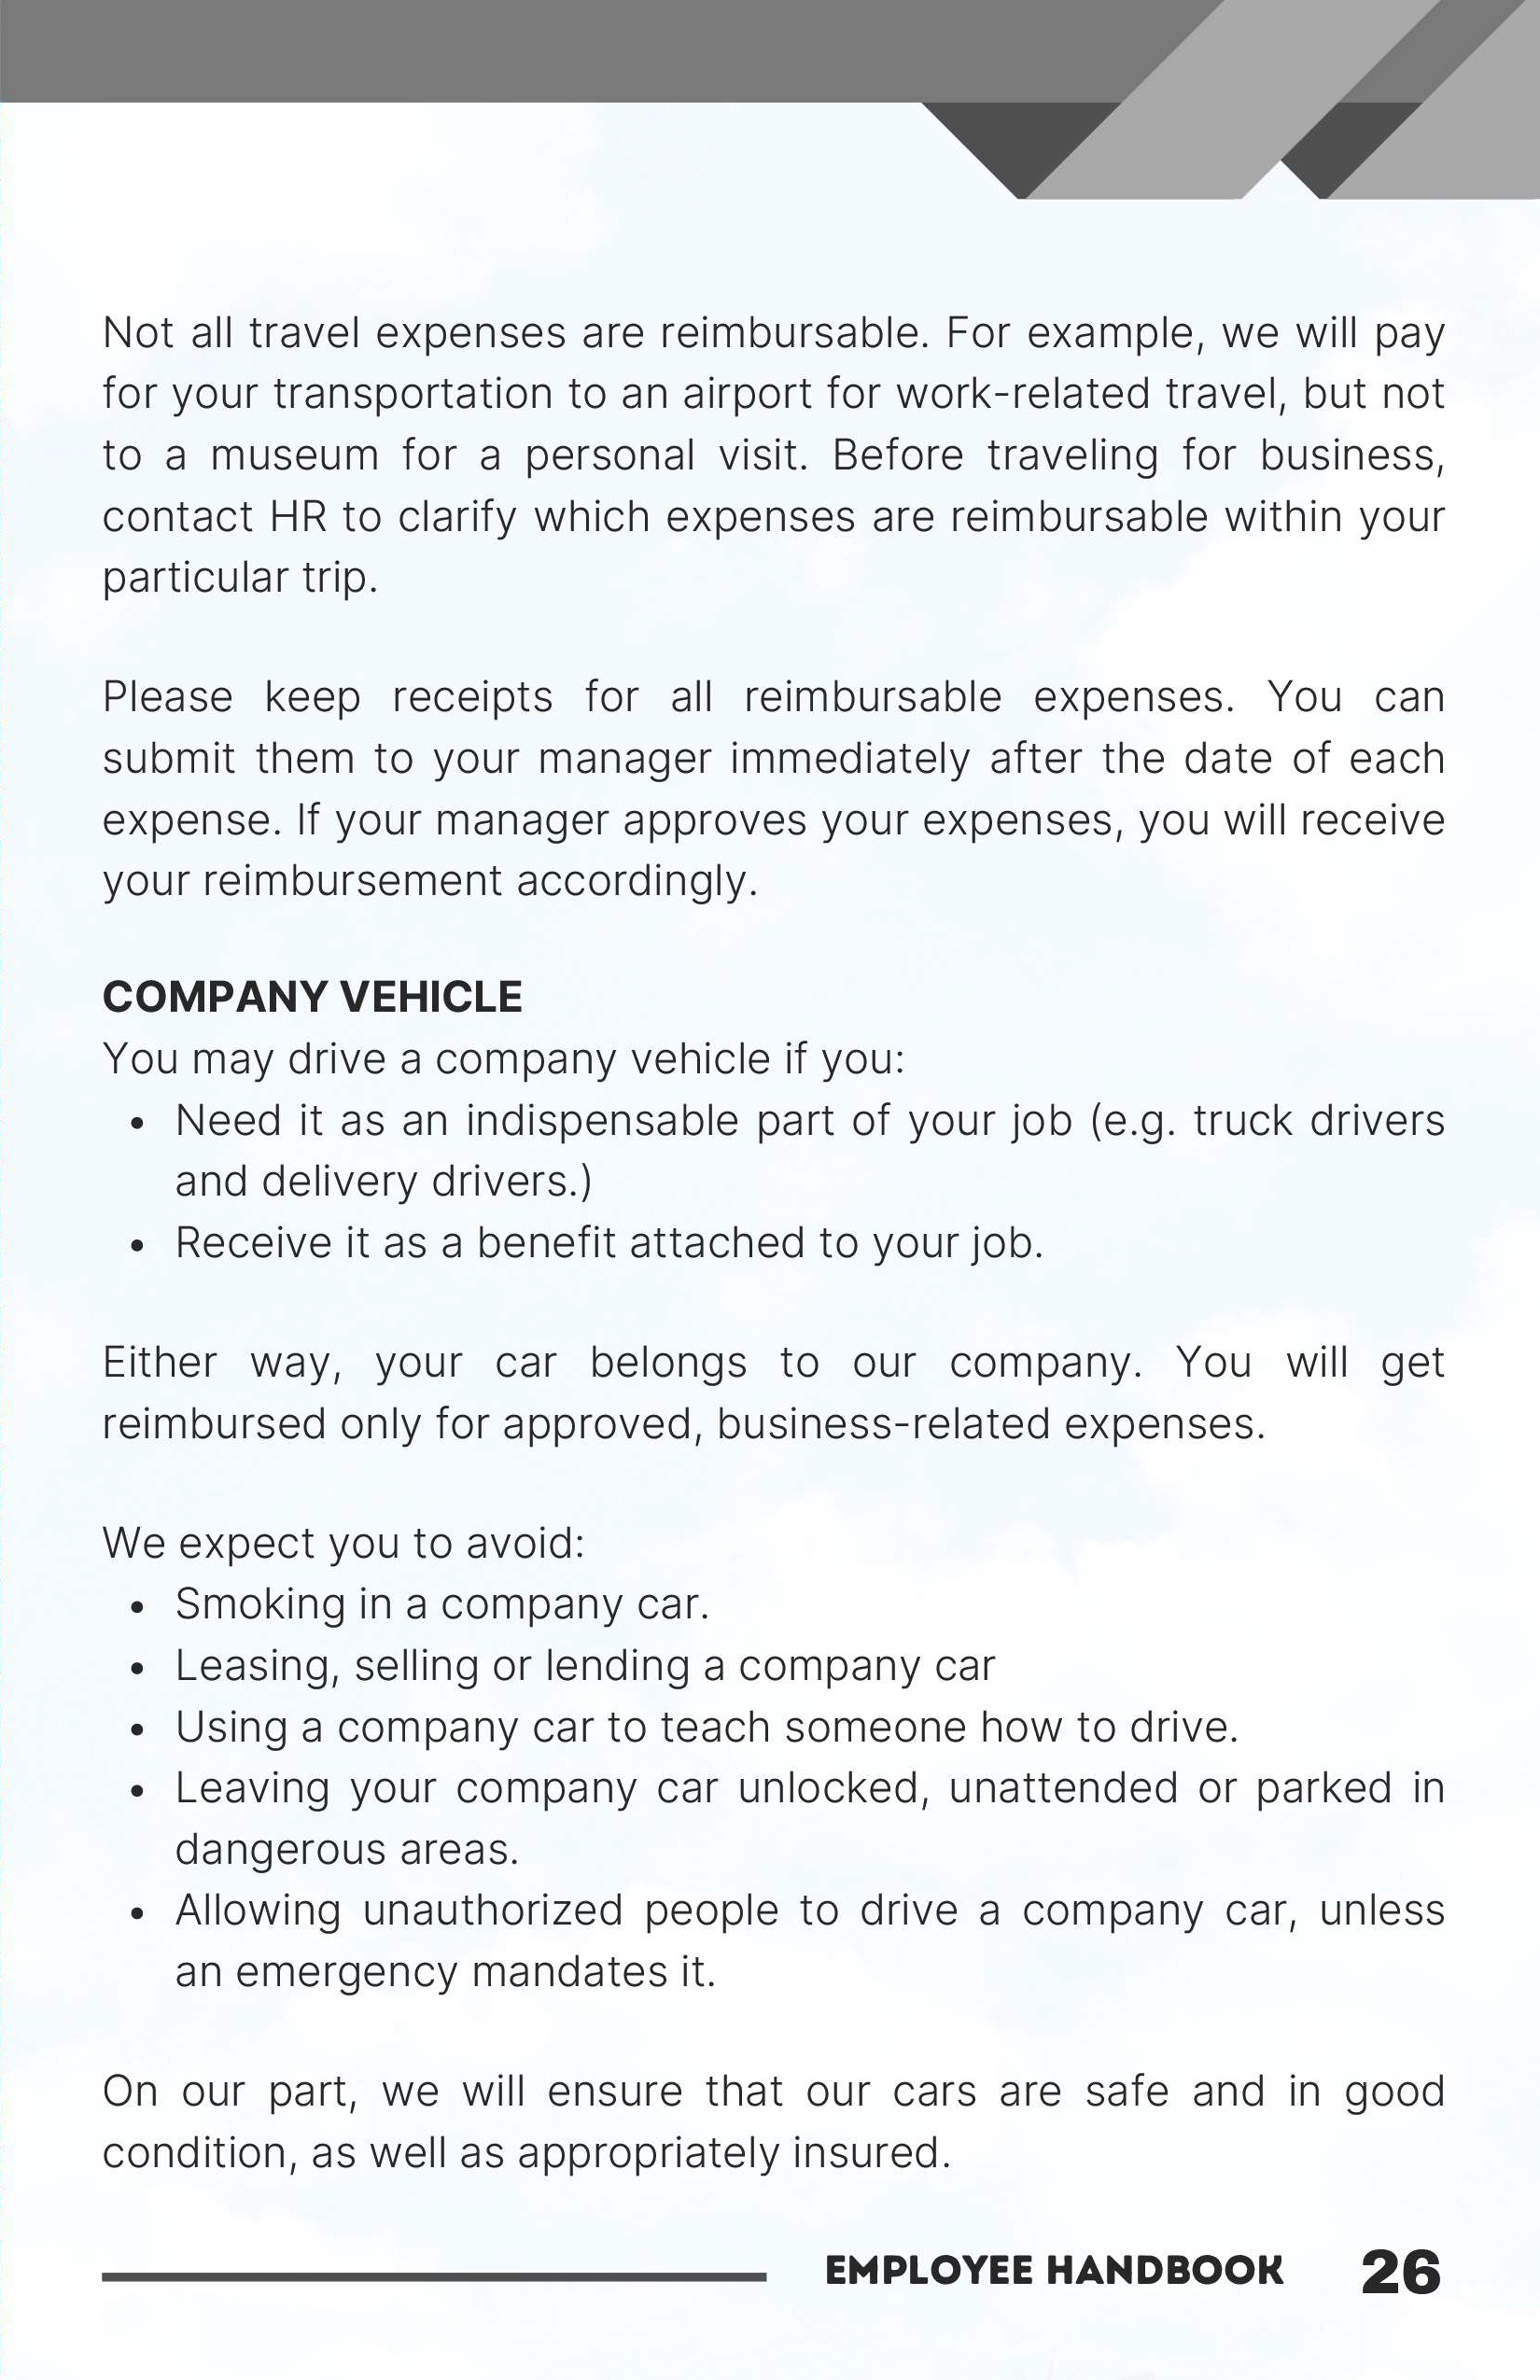 Not all travel expenses are reimbursable. For example, we will pay
for your transportation to an airport for work-related travel, but not
to a museum for a personal visit. Before traveling for business,
contact HR to clarify which expenses are reimbursable within your
particular trip.
Please keep receipts for all reimbursable expenses. You can
submit them to your manager immediately after the date of each
expense. If your manager approves your expenses, you will receive
your reimbursement accordingly.
COMPANY VEHICLE
You may drive a company vehicle if you:
• Need it as an indispensable part of your job (e.g. truck drivers
and delivery drivers.)
• Receive it as a benefit attached to your job.
Either way, your car belongs to our company. You will get
reimbursed only for approved, business-related expenses.
We expect you to avoid:
• Smoking in a company car.
• Leasing, selling or lending a company car
• Using a company car to teach someone how to drive.
• Leaving your company car unlocked, unattended or parked in
dangerous areas.
• Allowing unauthorized people to drive a company car, unless
an emergency mandates it.
On our part, we will ensure that our cars are safe and in good
condition, as well as appropriately insured.
EMPLOYEE HANDBOOK 26